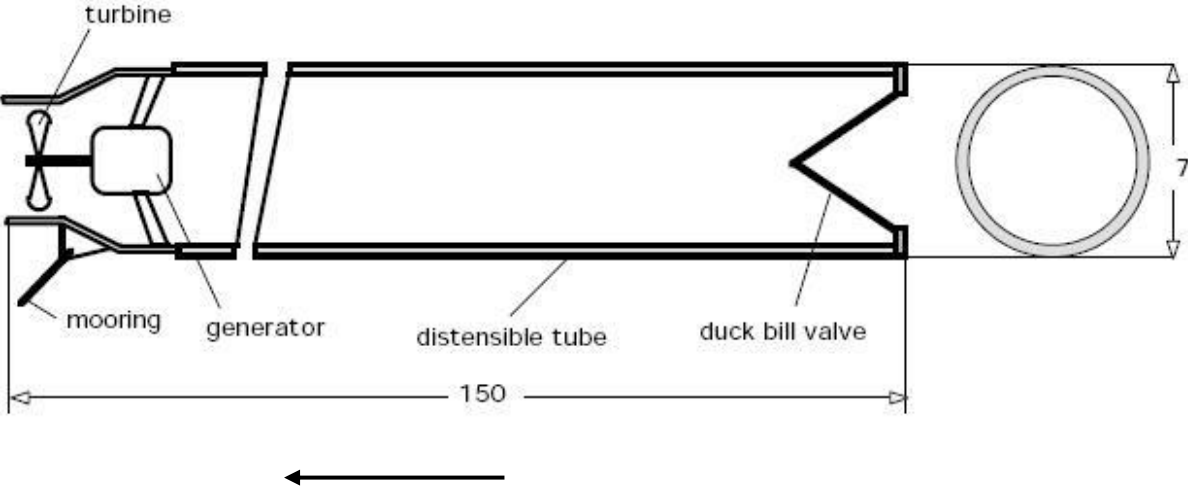 turbine
7
mooring
generator
distensible tube
duck bill valve
150